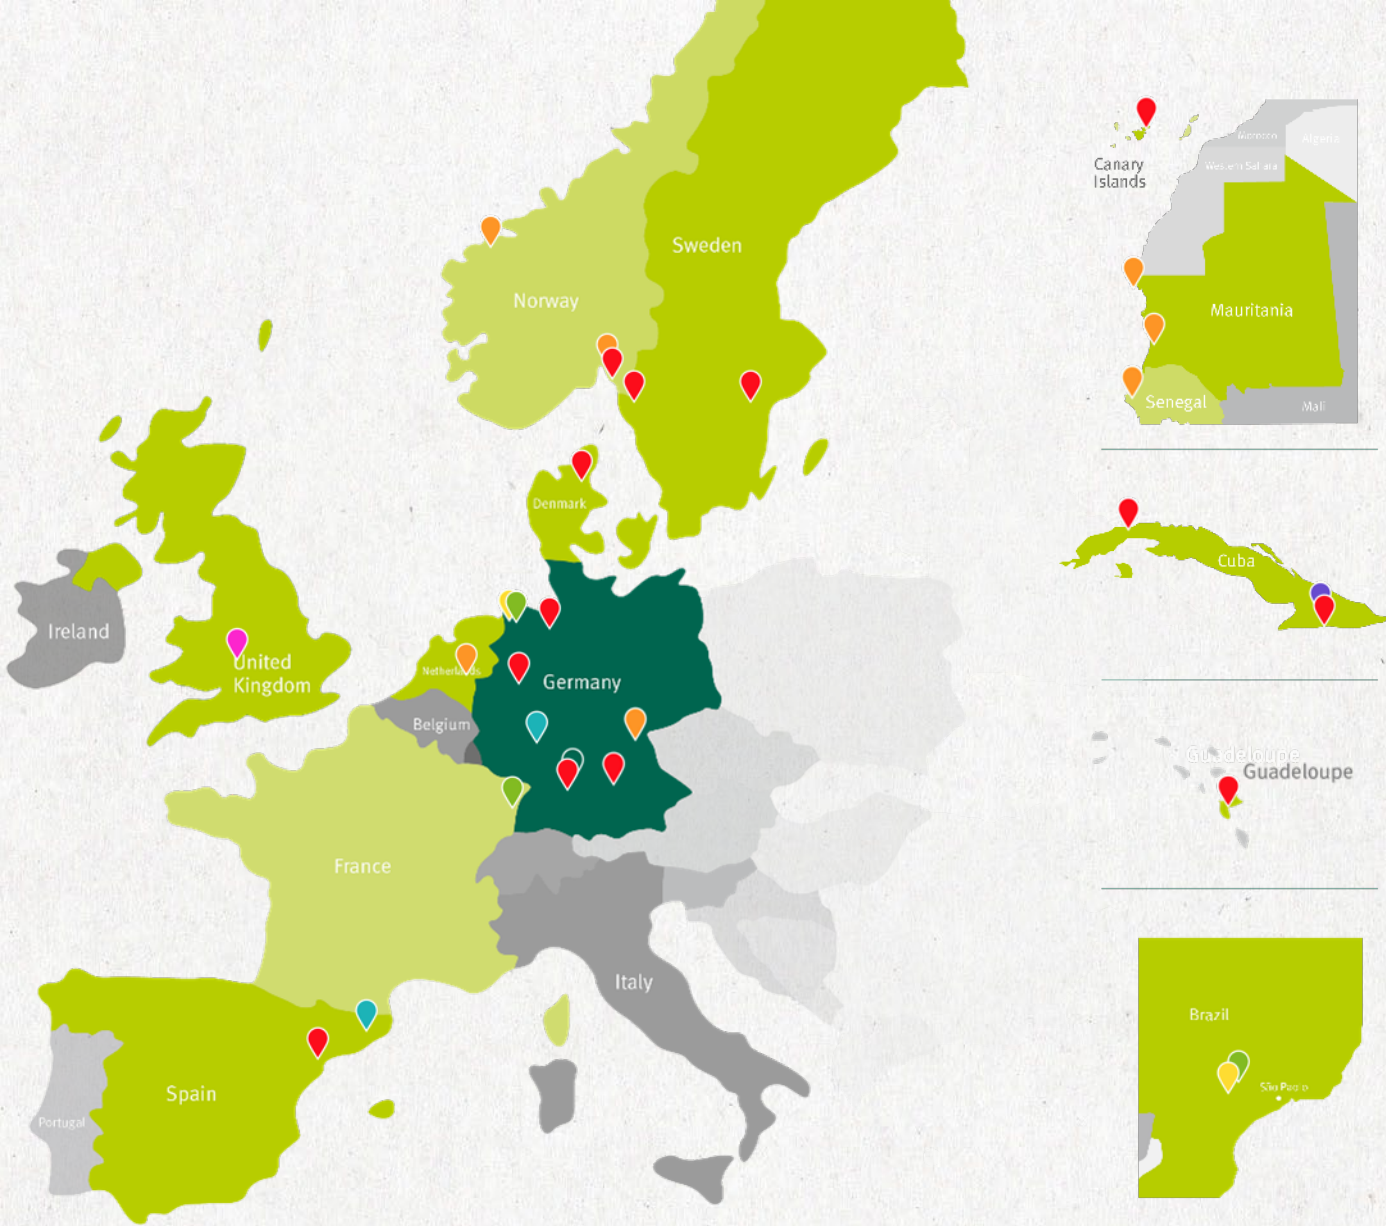 Sweden
Norway
Denmark
Ireland
United
Kingdom
Netherlands
Germany
Belgium
France
Italy
Spain
Portugal
Canary
Islands
Morocco
Algeria
Western Sahara
Mauritania
Senegal
Mali
Cuba
Guadeloupe
Guadeloupe
Brazil
São Paulo